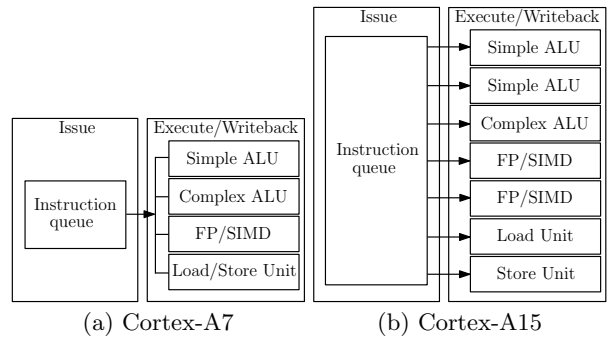 Issue
Execute/Writeback
Instruction
queue
Simple ALU
Complex ALU
FP/SIMD
Load/Store Unit
(a) Cortex-A7
Issue
Execute/Writeback
Instruction
queue
Simple ALU
Simple ALU
Complex ALU
FP/SIMD
FP/SIMD
Load Unit
Store Unit
(b) Cortex-A15